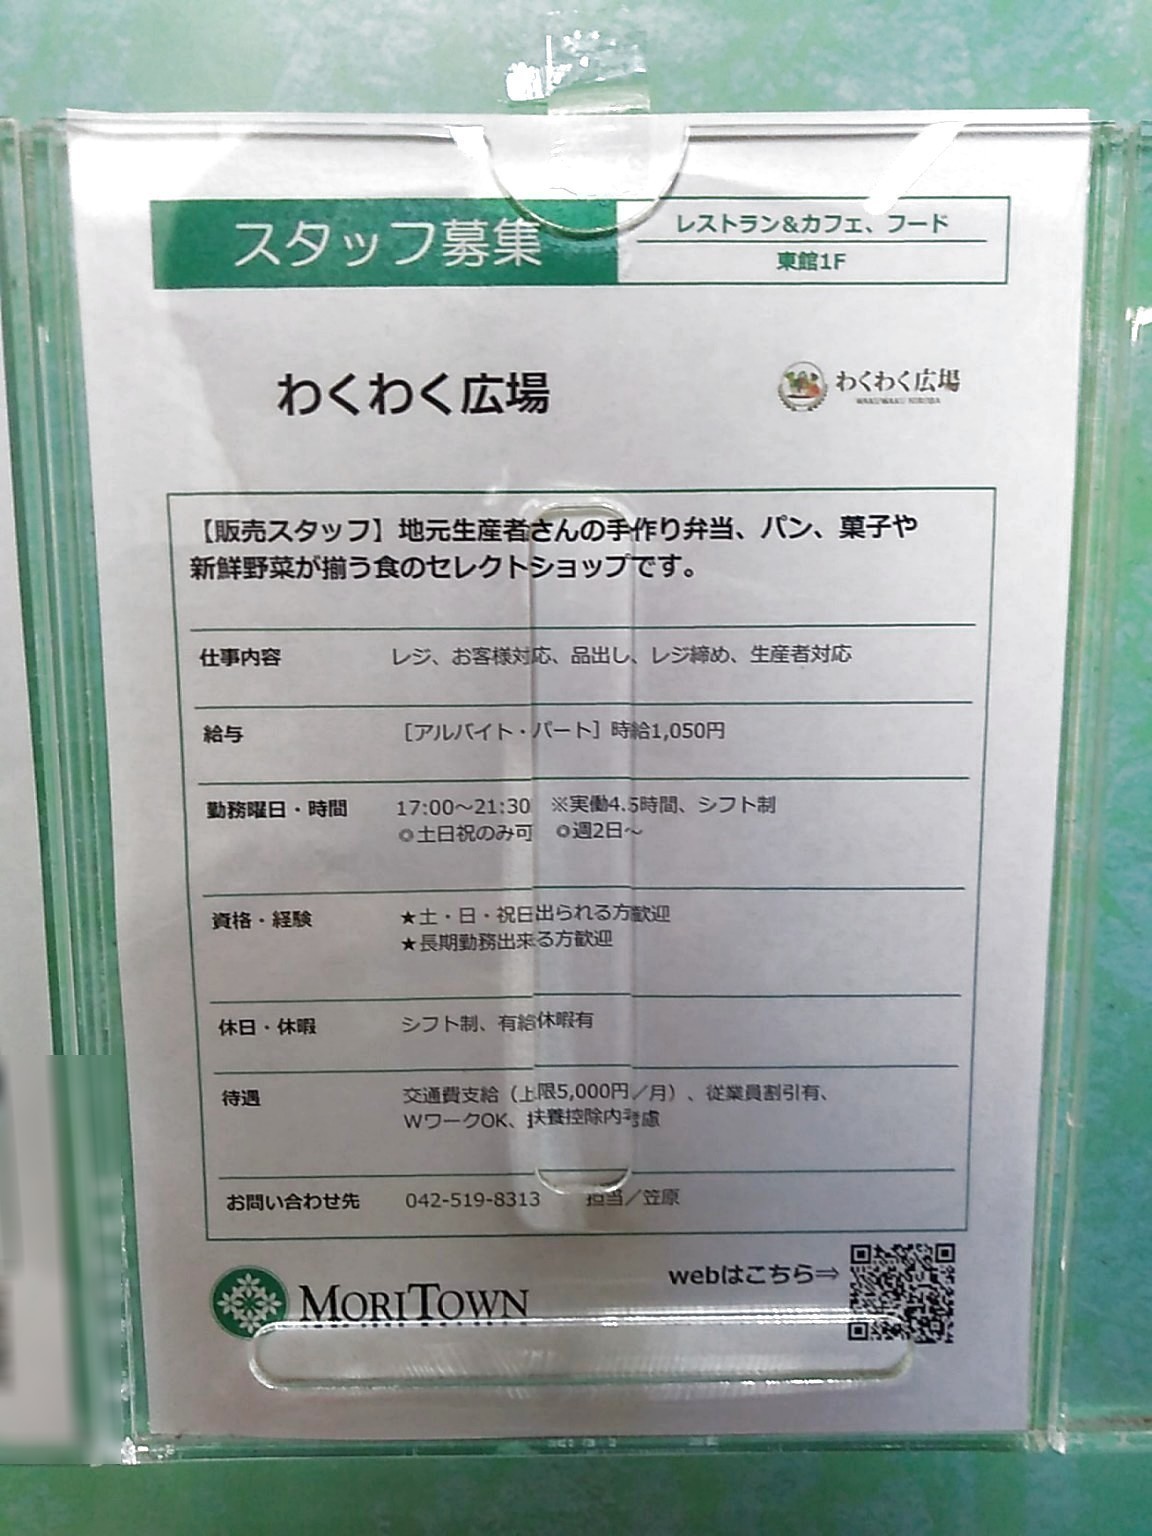 スタッフ募集
レストラン&カフェ、フード
東館1F
わくわく広場
わくわく広場
WAKUWAKU HIROBA
【販売スタッフ】地元生産者さんの手作り弁当、パン、菓子や
新鮮野菜が揃う食のセレクトショップです。
仕事内容 レジ、お客様対応、品出し、レジ締め、生産者対応
給与 [アルバイト・パート] 時給1,050円
勤務曜日・時間 17:00～21:30 ※実働4.5時間、シフト制
◎土日祝のみ可 ◎週2日～
資格・経験 ★土・日・祝日出られる方歓迎
★長期勤務出来る方歓迎
休日・休暇 シフト制、有給休暇有
待遇 交通費支給（上限5,000円／月）、従業員割引有、
WワークOK、扶養控除内考慮
お問い合わせ先 042-519-8313 担当／笠原
MORITOWN
webはこちら⇒